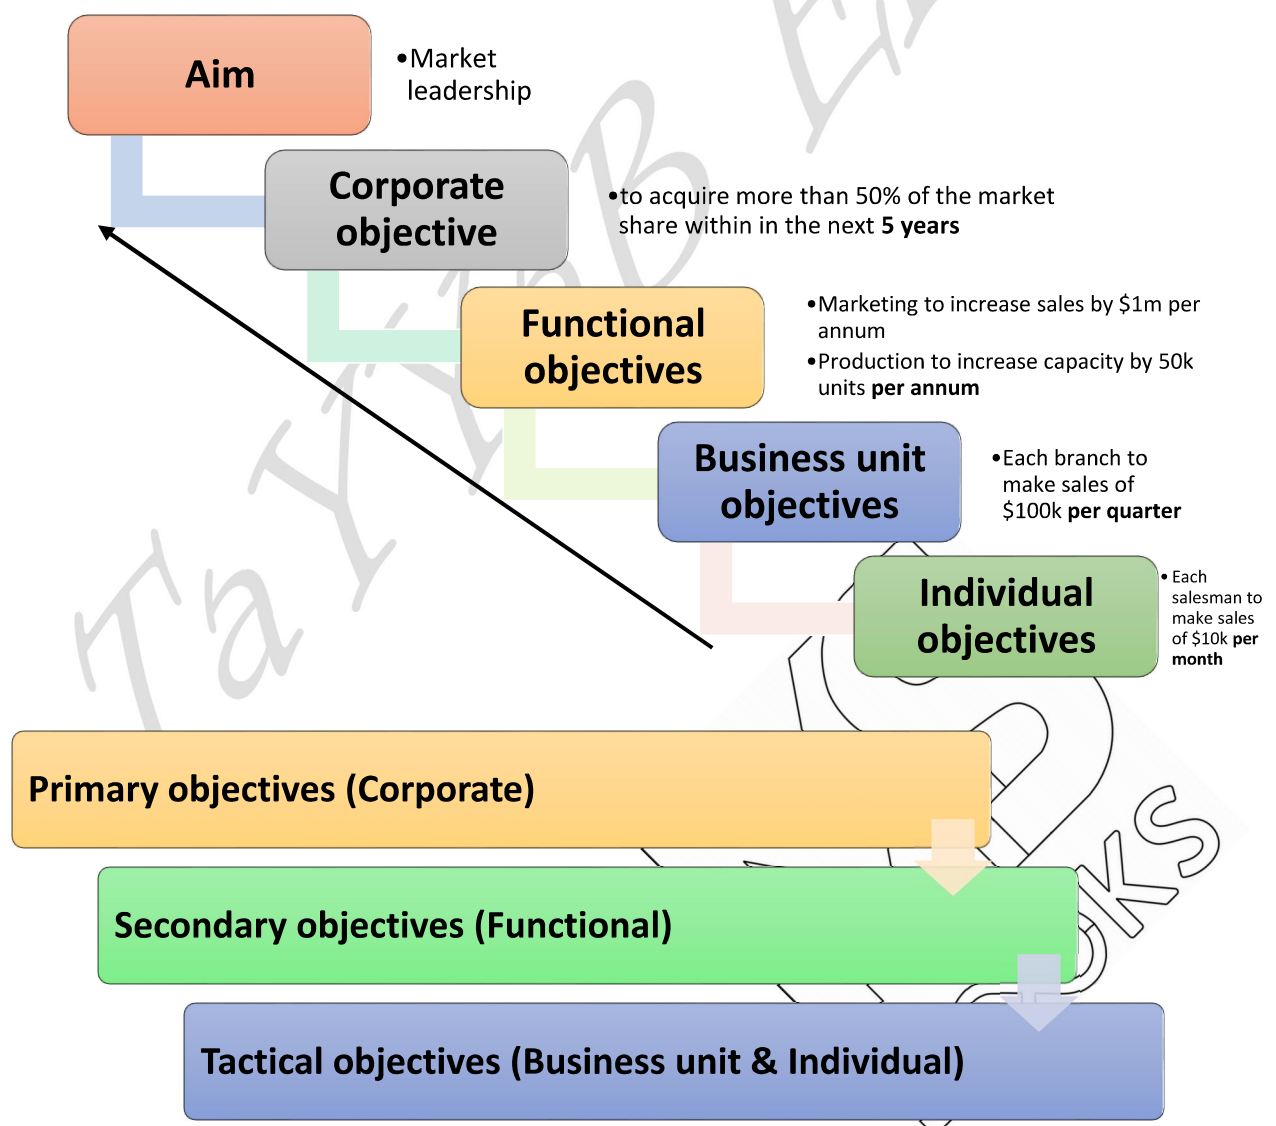 Aim
•Market
leadership
Corporate
objective
•to acquire more than 50% of the market
share within in the next 5 years
Functional
objectives
•Marketing to increase sales by $1m per
annum
•Production to increase capacity by 50k
units per annum
Business unit
objectives
•Each branch to
make sales of
$100k per quarter
Individual
objectives
• Each
salesman to
make sales
of $10k per
month
Primary objectives (Corporate)
Secondary objectives (Functional)
Tactical objectives (Business unit & Individual)